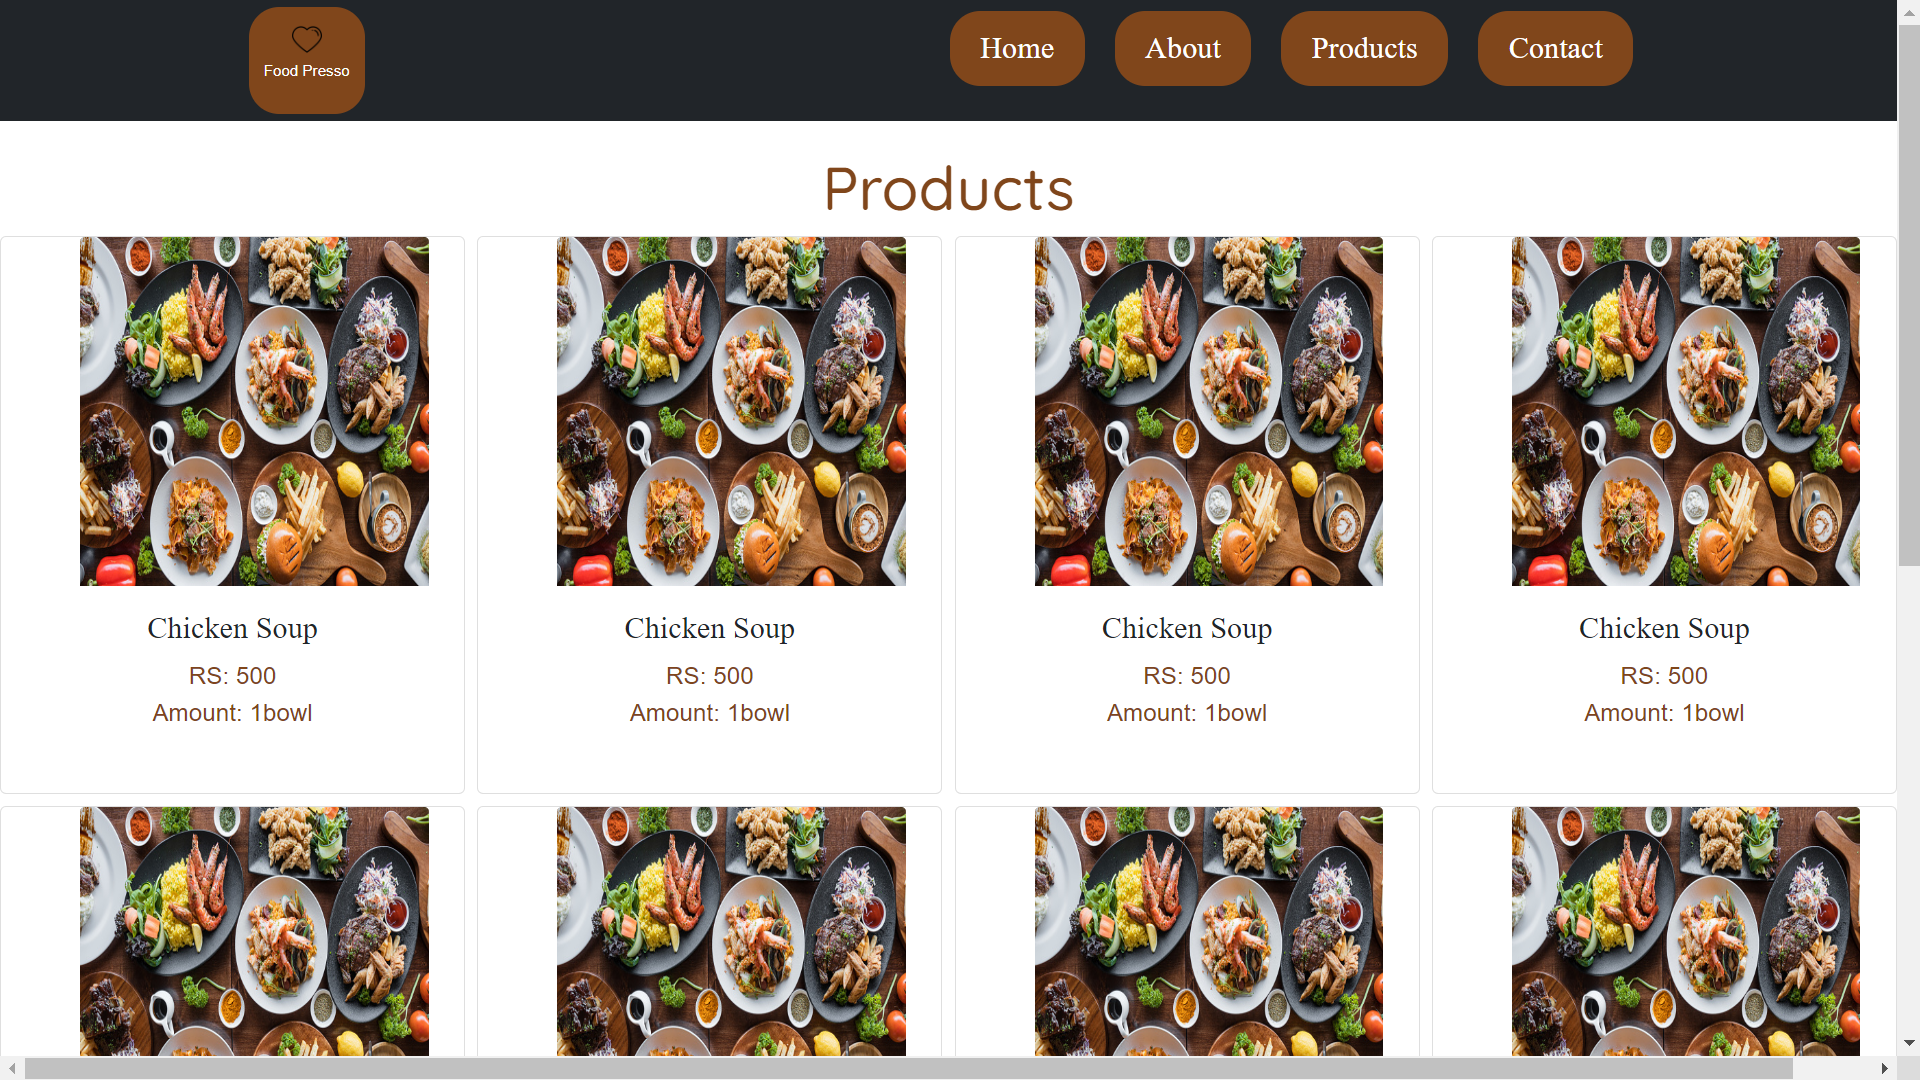 Food Presso
Home
About
Products
Contact
Products
Chicken Soup
RS: 500
Amount: 1bowl
Chicken Soup
RS: 500
Amount: 1bowl
Chicken Soup
RS: 500
Amount: 1bowl
Chicken Soup
RS: 500
Amount: 1bowl